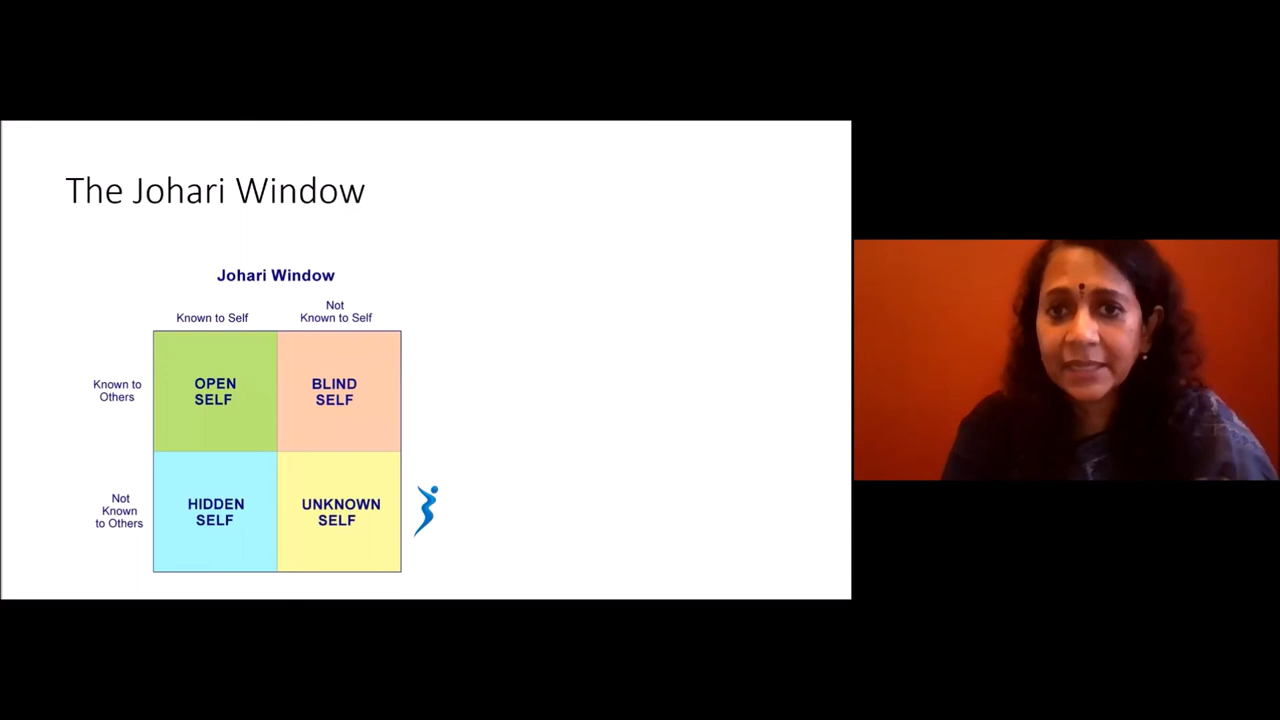 The Johari Window
Johari Window
Known to Self
Not
Known to Self
Known to
Others
OPEN
SELF
BLIND
SELF
Not
Known
to Others
HIDDEN
SELF
UNKNOWN
SELF